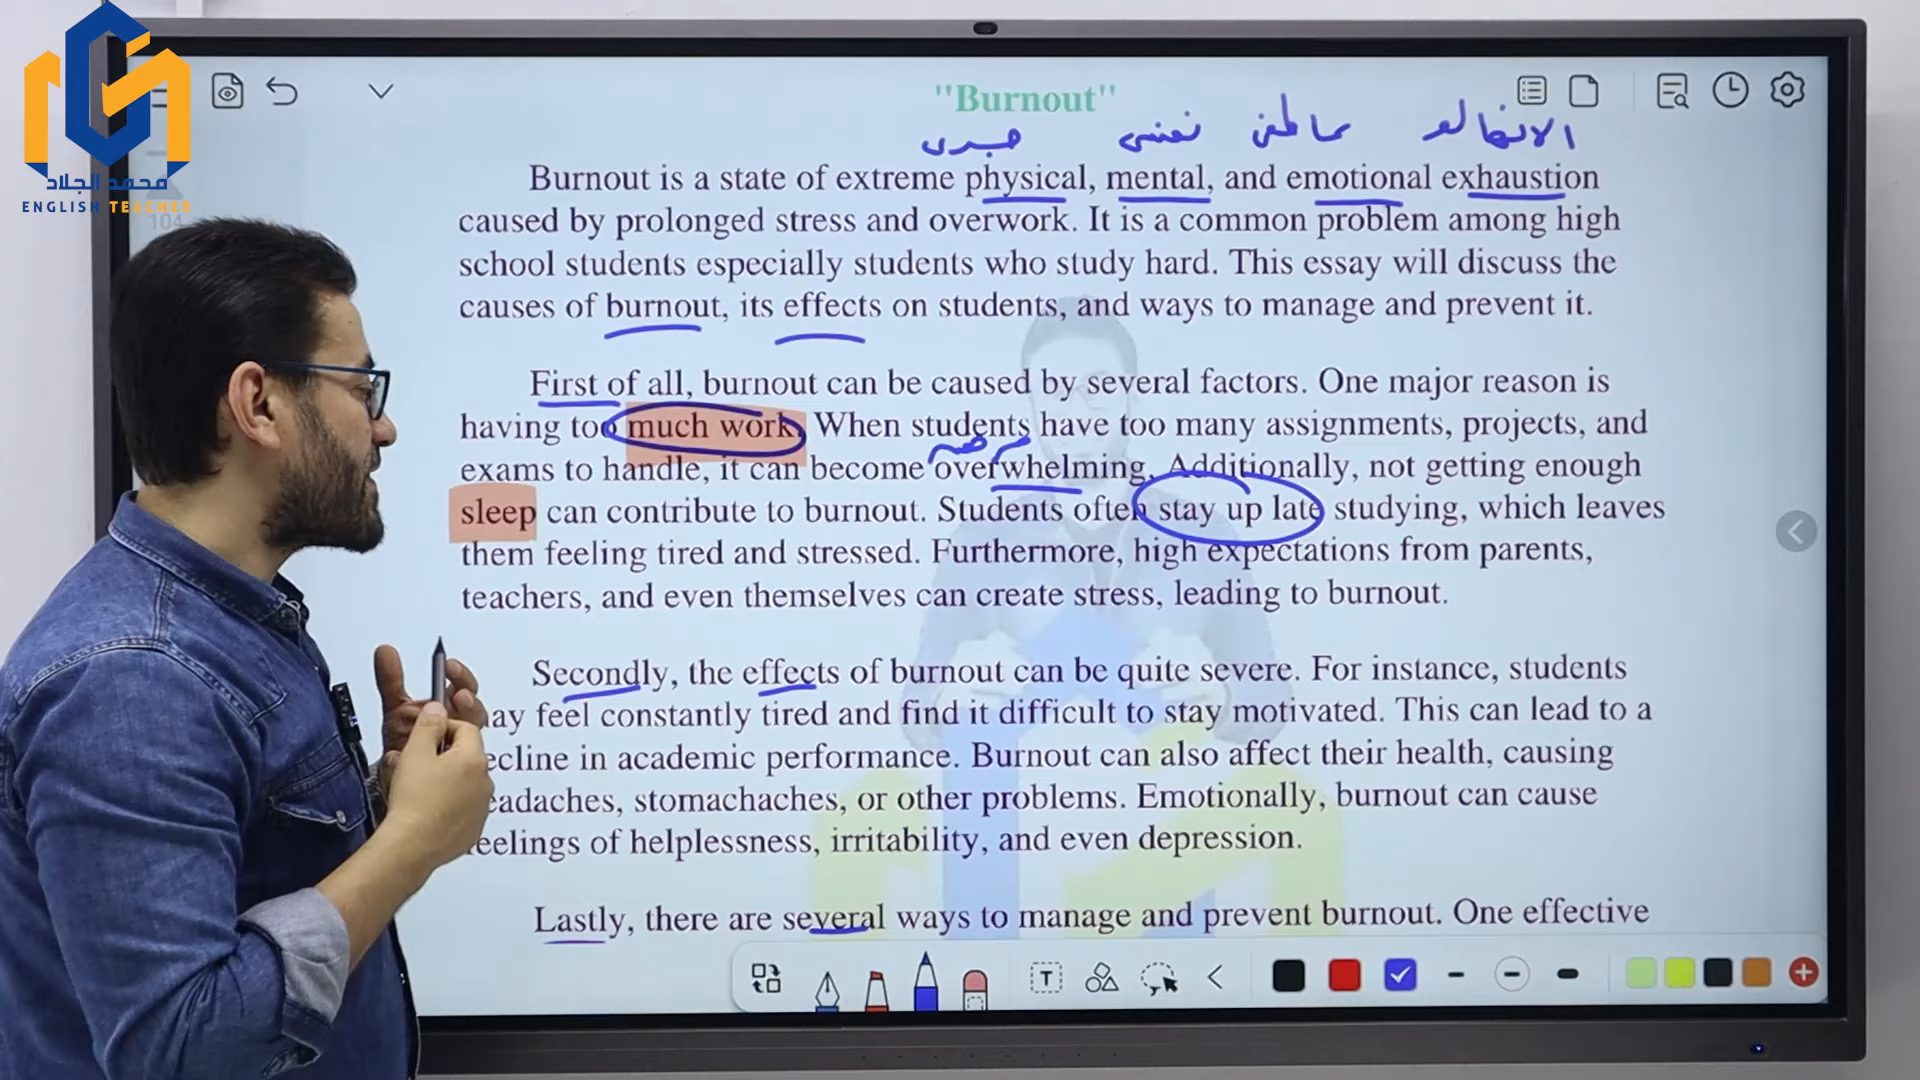 محمد الجلاد
ENGLISH TEACHER
104
"Burnout"
جسدي نفسي عاطفي
Burnout is a state of extreme physical, mental, and emotional exhaustion
caused by prolonged stress and overwork. It is a common problem among high
school students especially students who study hard. This essay will discuss the
causes of burnout, its effects on students, and ways to manage and prevent it.
First of all, burnout can be caused by several factors. One major reason is
having too much work. When students have too many assignments, projects, and
exams to handle, it can become overwhelming. Additionally, not getting enough
sleep can contribute to burnout. Students often stay up late studying, which leaves
them feeling tired and stressed. Furthermore, high expectations from parents,
teachers, and even themselves can create stress, leading to burnout.
Secondly, the effects of burnout can be quite severe. For instance, students
ay feel constantly tired and find it difficult to stay motivated. This can lead to a
ecline in academic performance. Burnout can also affect their health, causing
eadaches, stomachaches, or other problems. Emotionally, burnout can cause
eelings of helplessness, irritability, and even depression.
Lastly, there are several ways to manage and prevent burnout. One effective
T